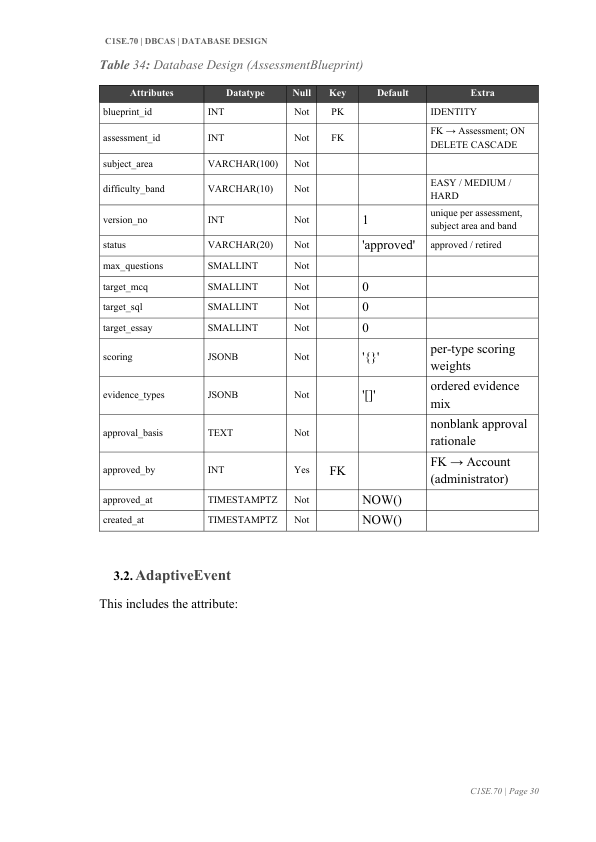 C1SE.70 | DBCAS | DATABASE DESIGN
Table 34: Database Design (AssessmentBlueprint)
Attributes Datatype Null Key Default Extra
blueprint_id INT Not PK IDENTITY
assessment_id INT Not FK FK → Assessment; ON
DELETE CASCADE
subject_area VARCHAR(100) Not
difficulty_band VARCHAR(10) Not EASY / MEDIUM /
HARD
version_no INT Not 1 unique per assessment,
subject area and band
status VARCHAR(20) Not 'approved' approved / retired
max_questions SMALLINT Not
target_mcq SMALLINT Not 0
target_sql SMALLINT Not 0
target_essay SMALLINT Not 0
scoring JSONB Not '{}' per-type scoring
weights
evidence_types JSONB Not '[]' ordered evidence
mix
approval_basis TEXT Not nonblank approval
rationale
approved_by INT Yes FK FK → Account
(administrator)
approved_at TIMESTAMPTZ Not NOW()
created_at TIMESTAMPTZ Not NOW()
3.2. AdaptiveEvent
This includes the attribute:
C1SE.70 | Page 30